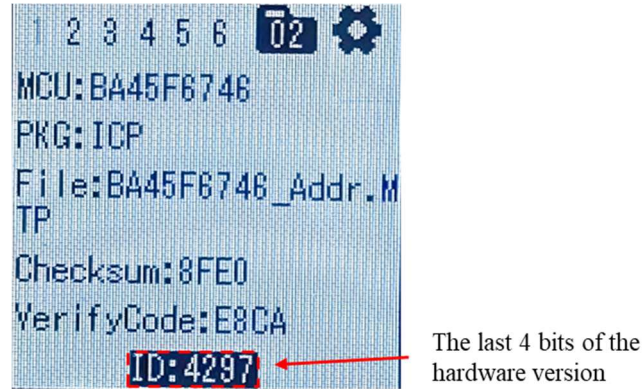 1 2 3 4 5 6 02
MCU:BA45F6746
PKG:ICP
File:BA45F6746_Addr.M
TP
Checksum:8FE0
VerifyCode:E8CA
ID:4297
The last 4 bits of the
hardware version